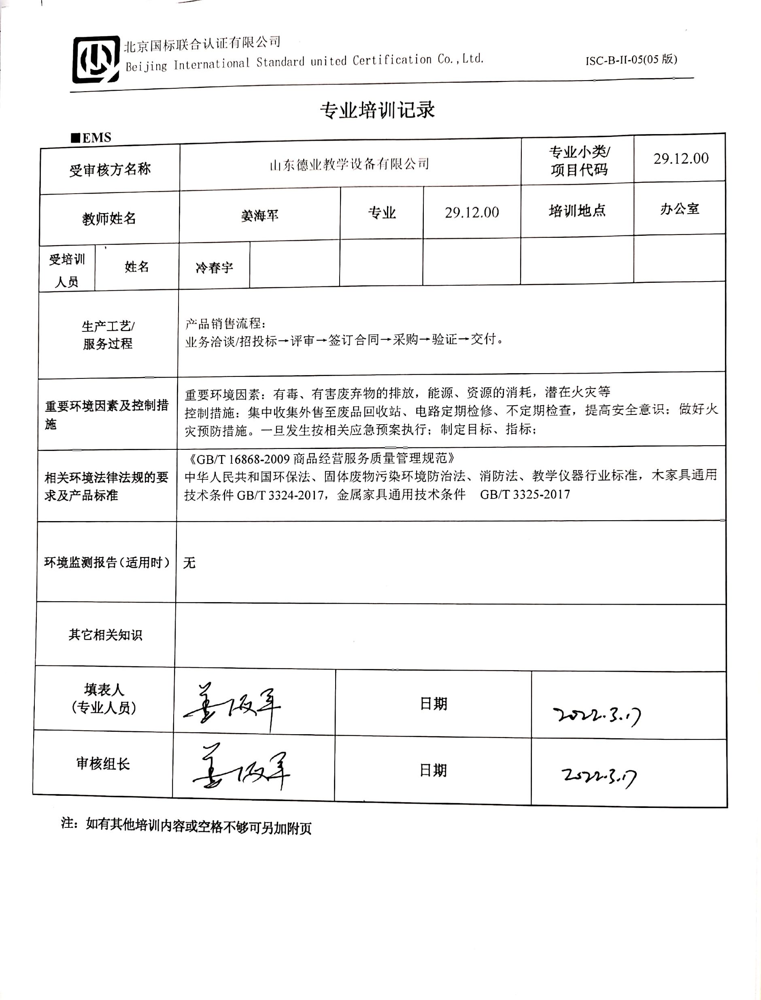 北京国标联合认证有限公司
Beijing International Standard united Certification Co.,Ltd.
ISC-B-II-05(05 版)
专业培训记录
■EMS
受审核方名称
山东德业教学设备有限公司
专业小类/
项目代码
29.12.00
教师姓名
姜海军
专业
29.12.00
培训地点
办公室
受培训
人员
姓名
冷春宇
生产工艺/
服务过程
产品销售流程：
业务洽谈/招投标→评审→签订合同→采购→验证→交付。
重要环境因素及控制措
施
重要环境因素：有毒、有害废弃物的排放，能源、资源的消耗，潜在火灾等
控制措施：集中收集外售至废品回收站、电路定期检修、不定期检查，提高安全意识；做好火
灾预防措施。一旦发生按相关应急预案执行；制定目标、指标；
相关环境法律法规的要
求及产品标准
《GB/T 16868-2009 商品经营服务质量管理规范》
中华人民共和国环保法、固体废物污染环境防治法、消防法、教学仪器行业标准，木家具通用
技术条件 GB/T 3324-2017，金属家具通用技术条件 GB/T 3325-2017
环境监测报告（适用时）
无
其它相关知识
填表人
（专业人员）
姜海军
日期
2022.3.17
审核组长
姜海军
日期
2022.3.17
注：如有其他培训内容或空格不够可另加附页